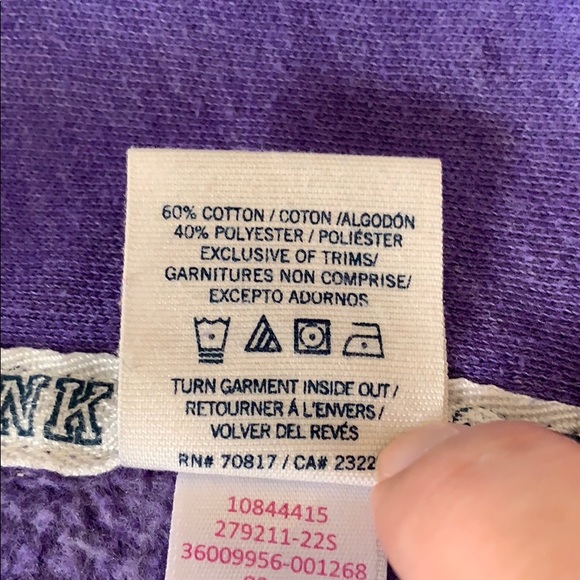 60% COTTON / COTON /ALGODÓN
40% POLYESTER / POLIÉSTER
EXCLUSIVE OF TRIMS/
GARNITURES NON COMPRISE/
EXCEPTO ADORNOS
TURN GARMENT INSIDE OUT /
RETOURNER Á L'ENVERS /
VOLVER DEL REVÉS
RN# 70817 / CA# 2322
NK
10844415
279211-22S
36009956-001268